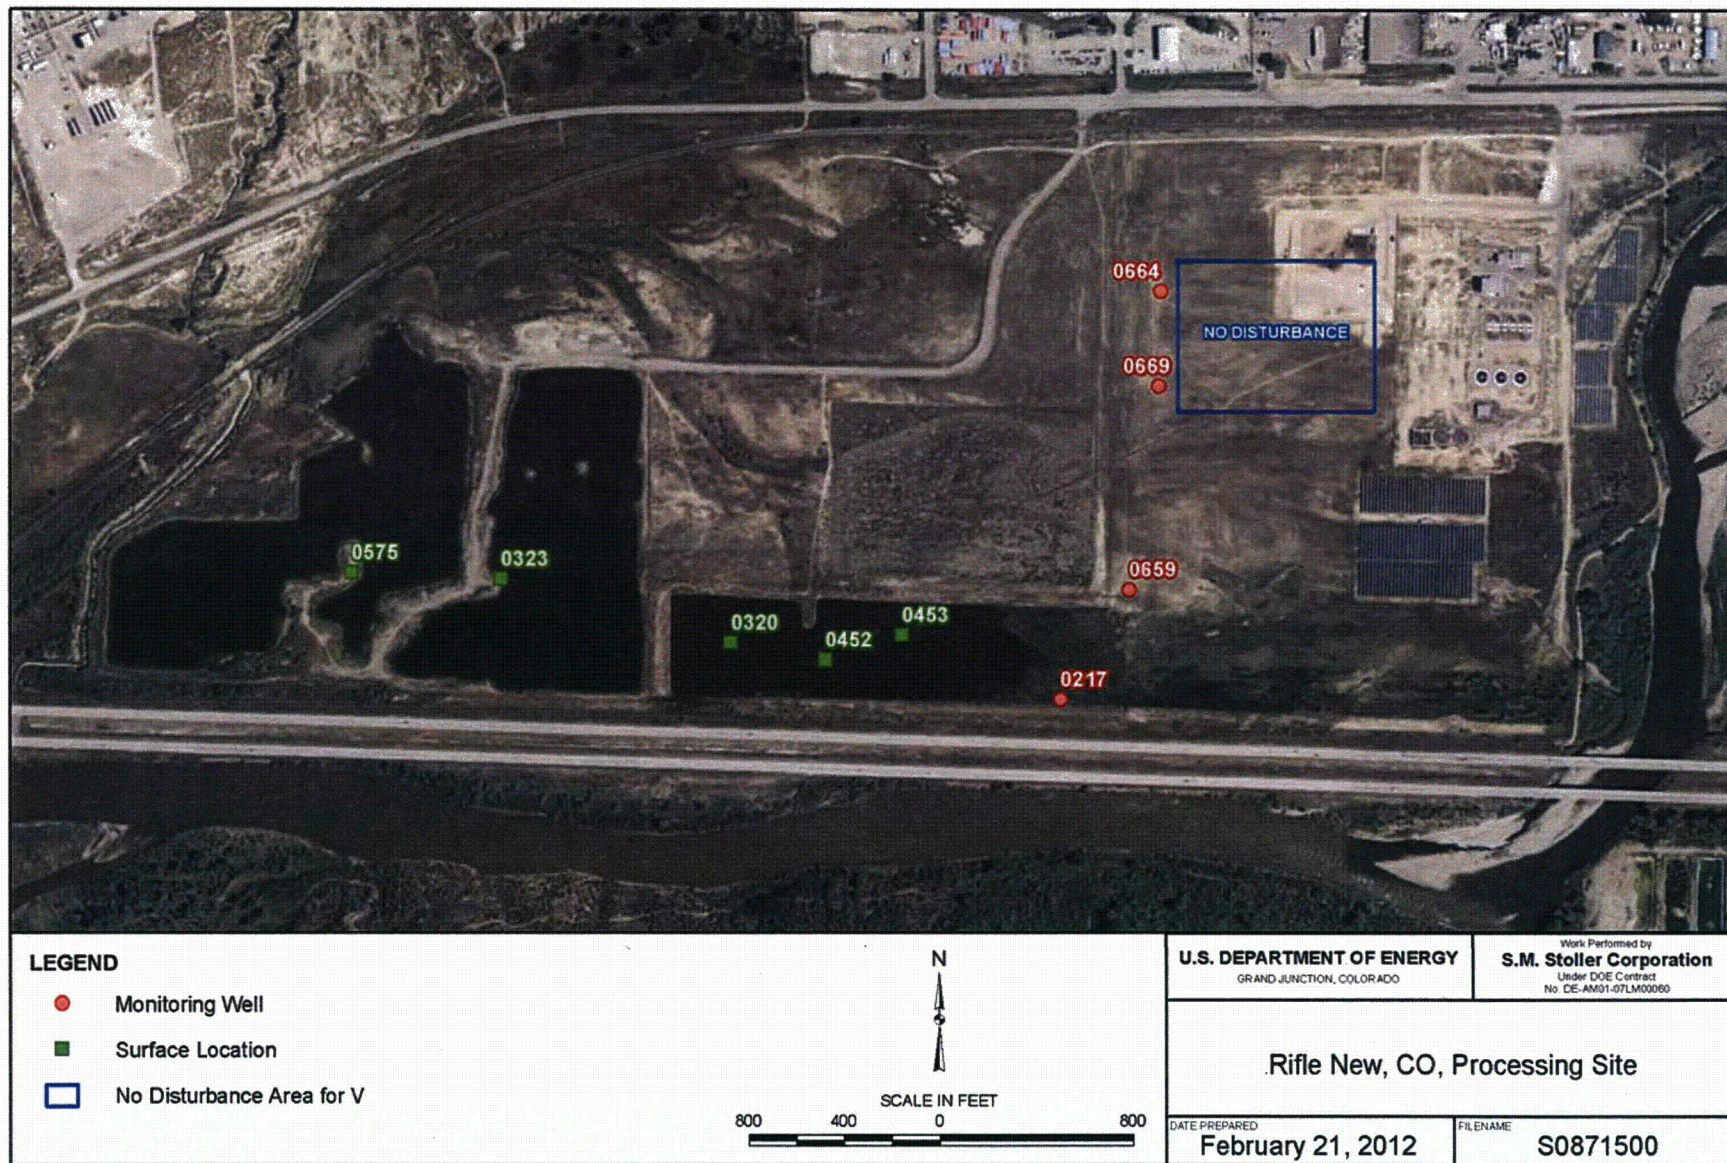 0664
NO DISTURBANCE
0669
0575
0323
0659
0320
0452
0453
0217
LEGEND
Monitoring Well
Surface Location
No Disturbance Area for V
N
SCALE IN FEET
800 400 0 800
U.S. DEPARTMENT OF ENERGY
GRAND JUNCTION, COLORADO
Work Performed by
S.M. Stoller Corporation
Under DOE Contract
No. DE-AM01-07LM00060
Rifle New, CO, Processing Site
DATE PREPARED
February 21, 2012
FILENAME
S0871500